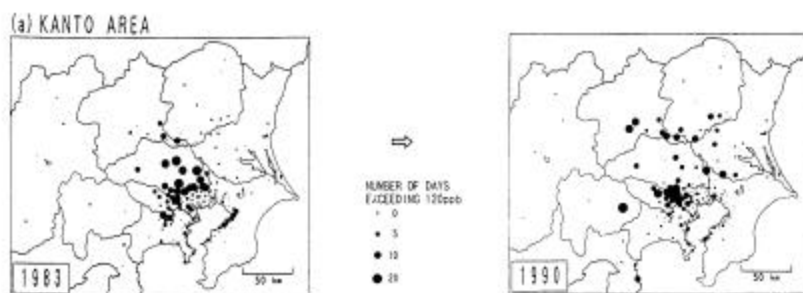 (a) KANTO AREA
NUMBER OF DAYS
EXCEEDING 120ppb
0
5
10
20
1983
50 km
1990
50 km